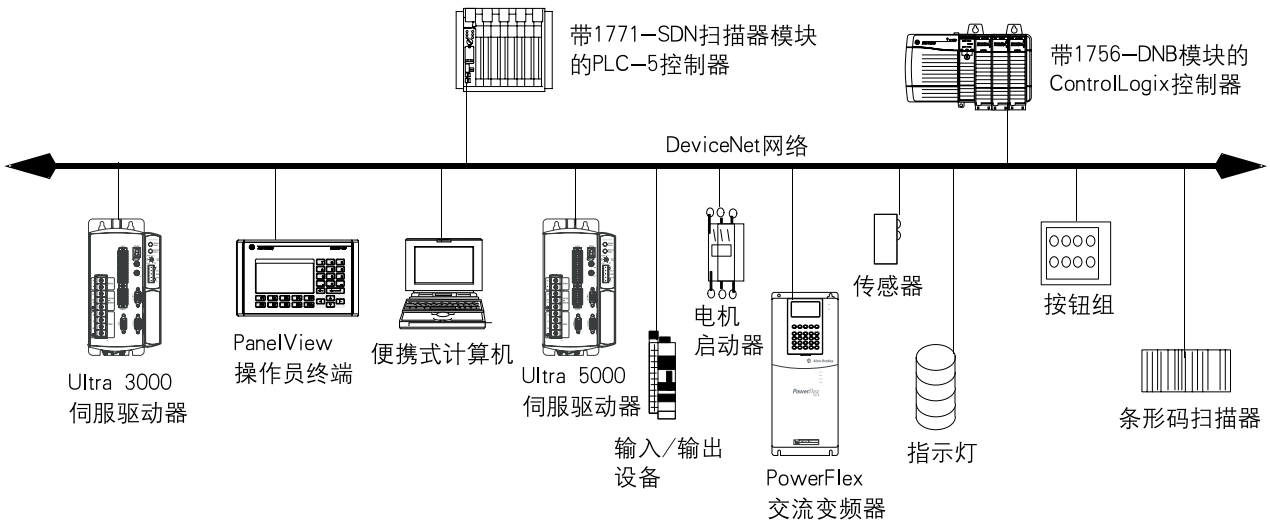 带1771-SDN扫描器模块
的PLC-5控制器
带1756-DNB模块的
ControlLogix控制器
DeviceNet网络
Ultra 3000
伺服驱动器
PanelView
操作员终端
便携式计算机
Ultra 5000
伺服驱动器
输入/输出
设备
电机
启动器
PowerFlex
PowerFlex
交流变频器
传感器
指示灯
按钮组
条形码扫描器